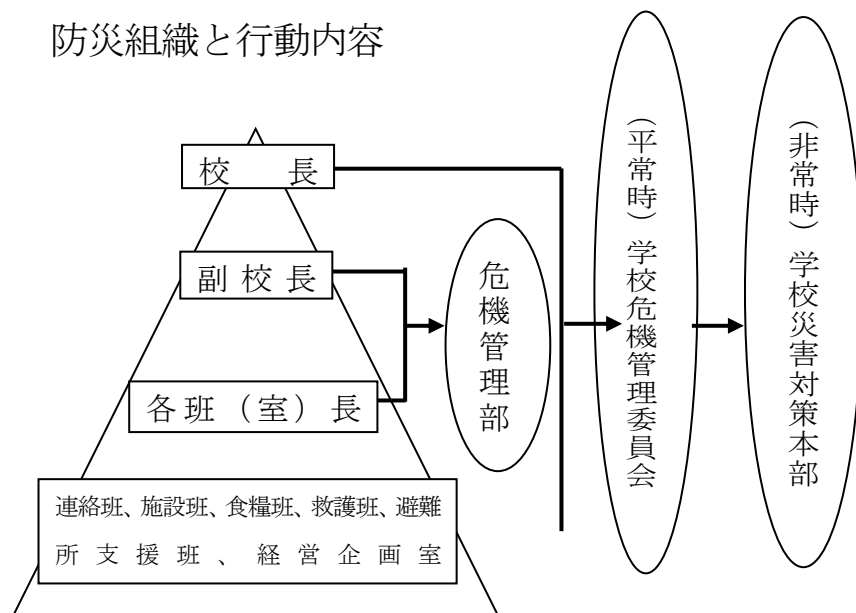 防災組織と行動内容
校長
副校長
各班（室）長
連絡班、施設班、食糧班、救護班、避難
所支援班、経営企画室
危機管理部
（平常時）学校危機管理委員会
（非常時）学校災害対策本部